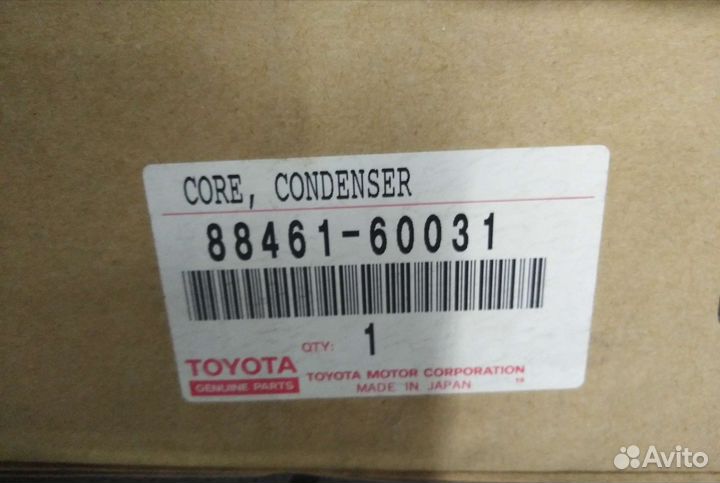 CORE, CONDENSER
88461-60031
QTY: 1
TOYOTA
GENUINE PARTS
TOYOTA MOTOR CORPORATION
MADE IN JAPAN
Avito